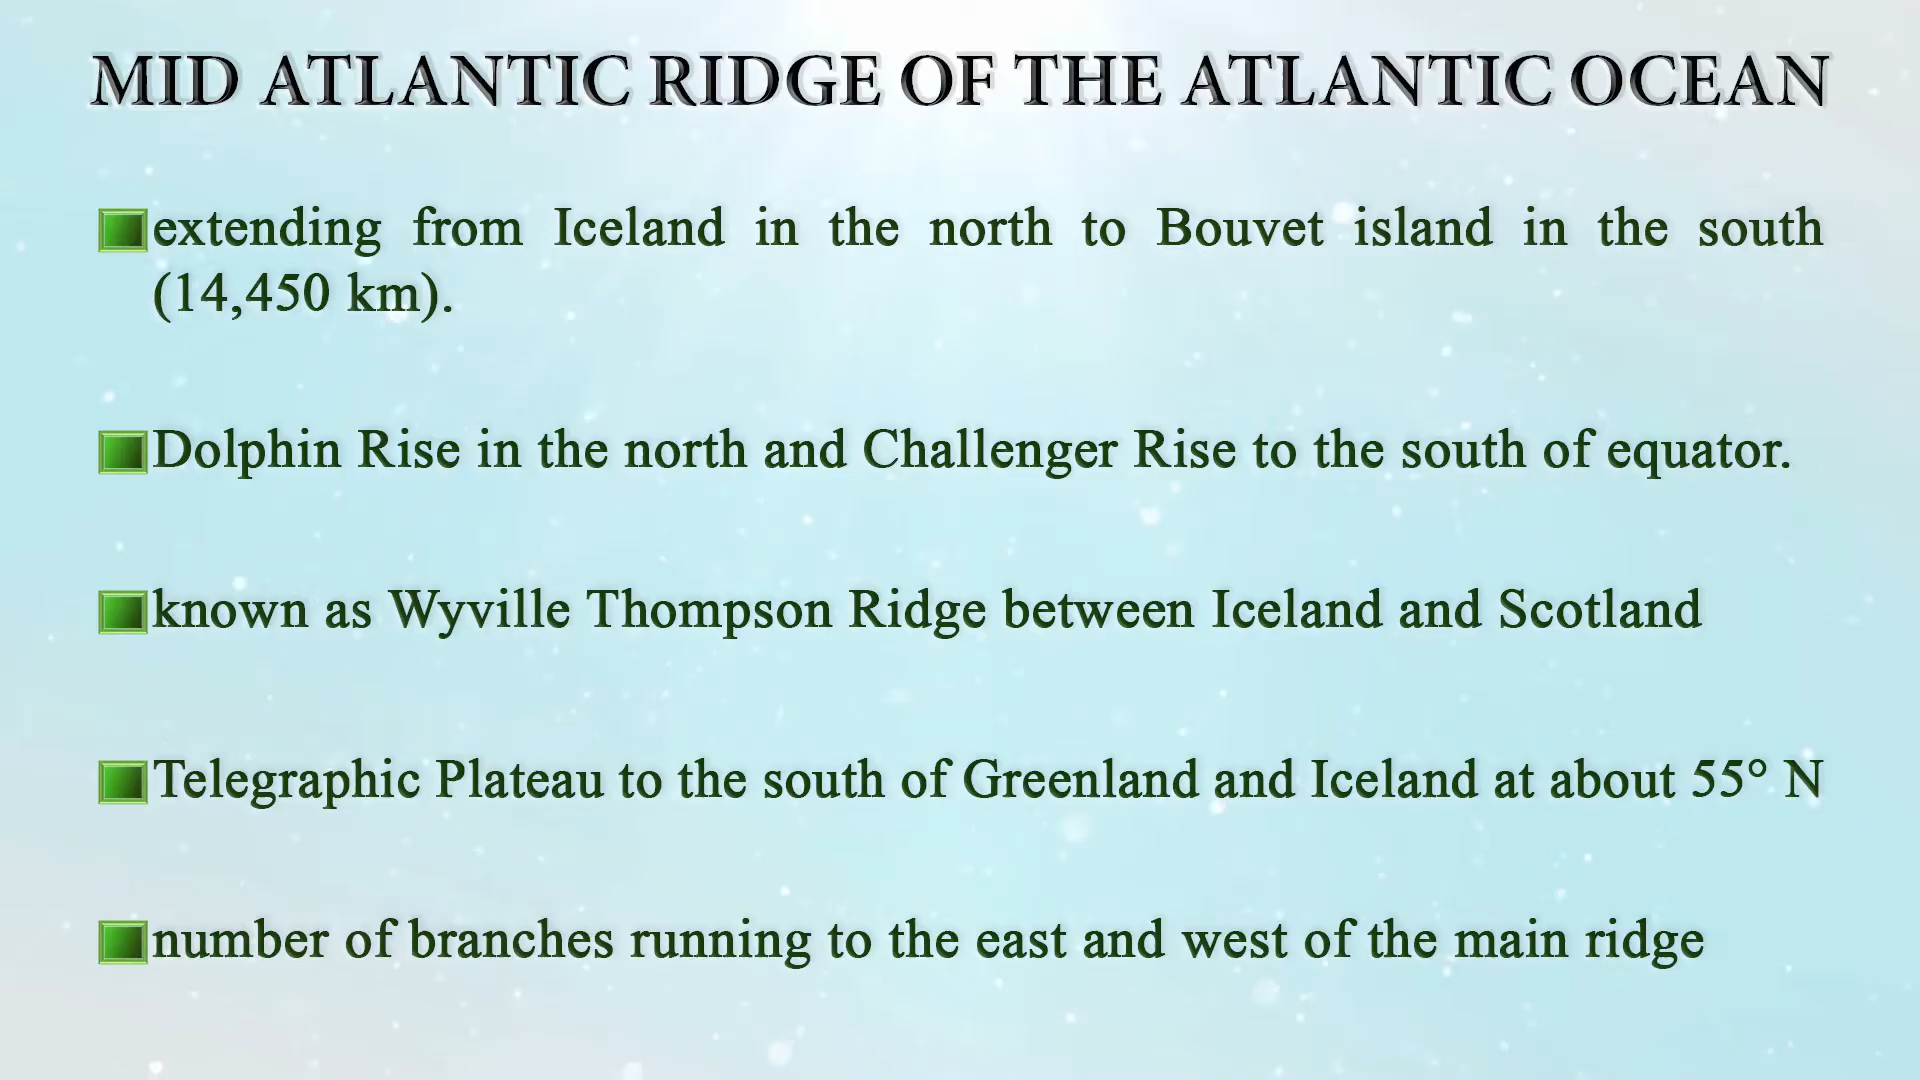 MID ATLANTIC RIDGE OF THE ATLANTIC OCEAN
extending from Iceland in the north to Bouvet island in the south
(14,450 km).
Dolphin Rise in the north and Challenger Rise to the south of equator.
known as Wyville Thompson Ridge between Iceland and Scotland
Telegraphic Plateau to the south of Greenland and Iceland at about 55° N
number of branches running to the east and west of the main ridge